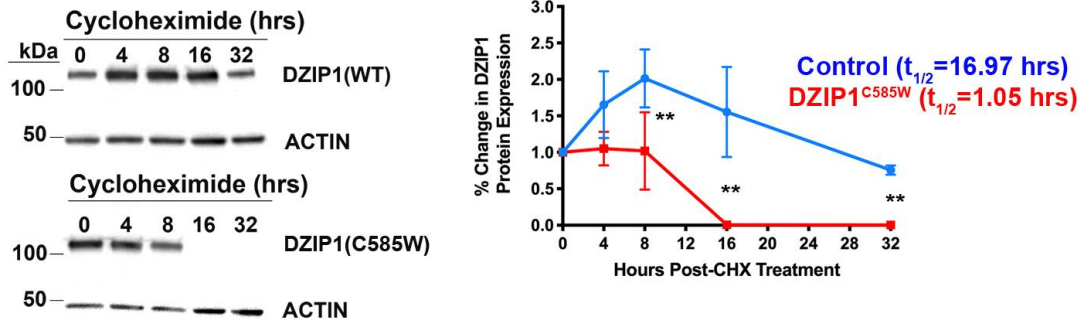 Cycloheximide (hrs)
kDa 0 4 8 16 32
100 DZIP1(WT)
50 ACTIN
Cycloheximide (hrs)
0 4 8 16 32
100 DZIP1(C585W)
50 ACTIN
% Change in DZIP1
Protein Expression
3.0
2.5
2.0
1.5
1.0
0.5
0.0
**
**
**
0 4 8 12 16 20 24 28 32
Hours Post-CHX Treatment
Control (t1/2=16.97 hrs)
DZIP1C585W (t1/2=1.05 hrs)